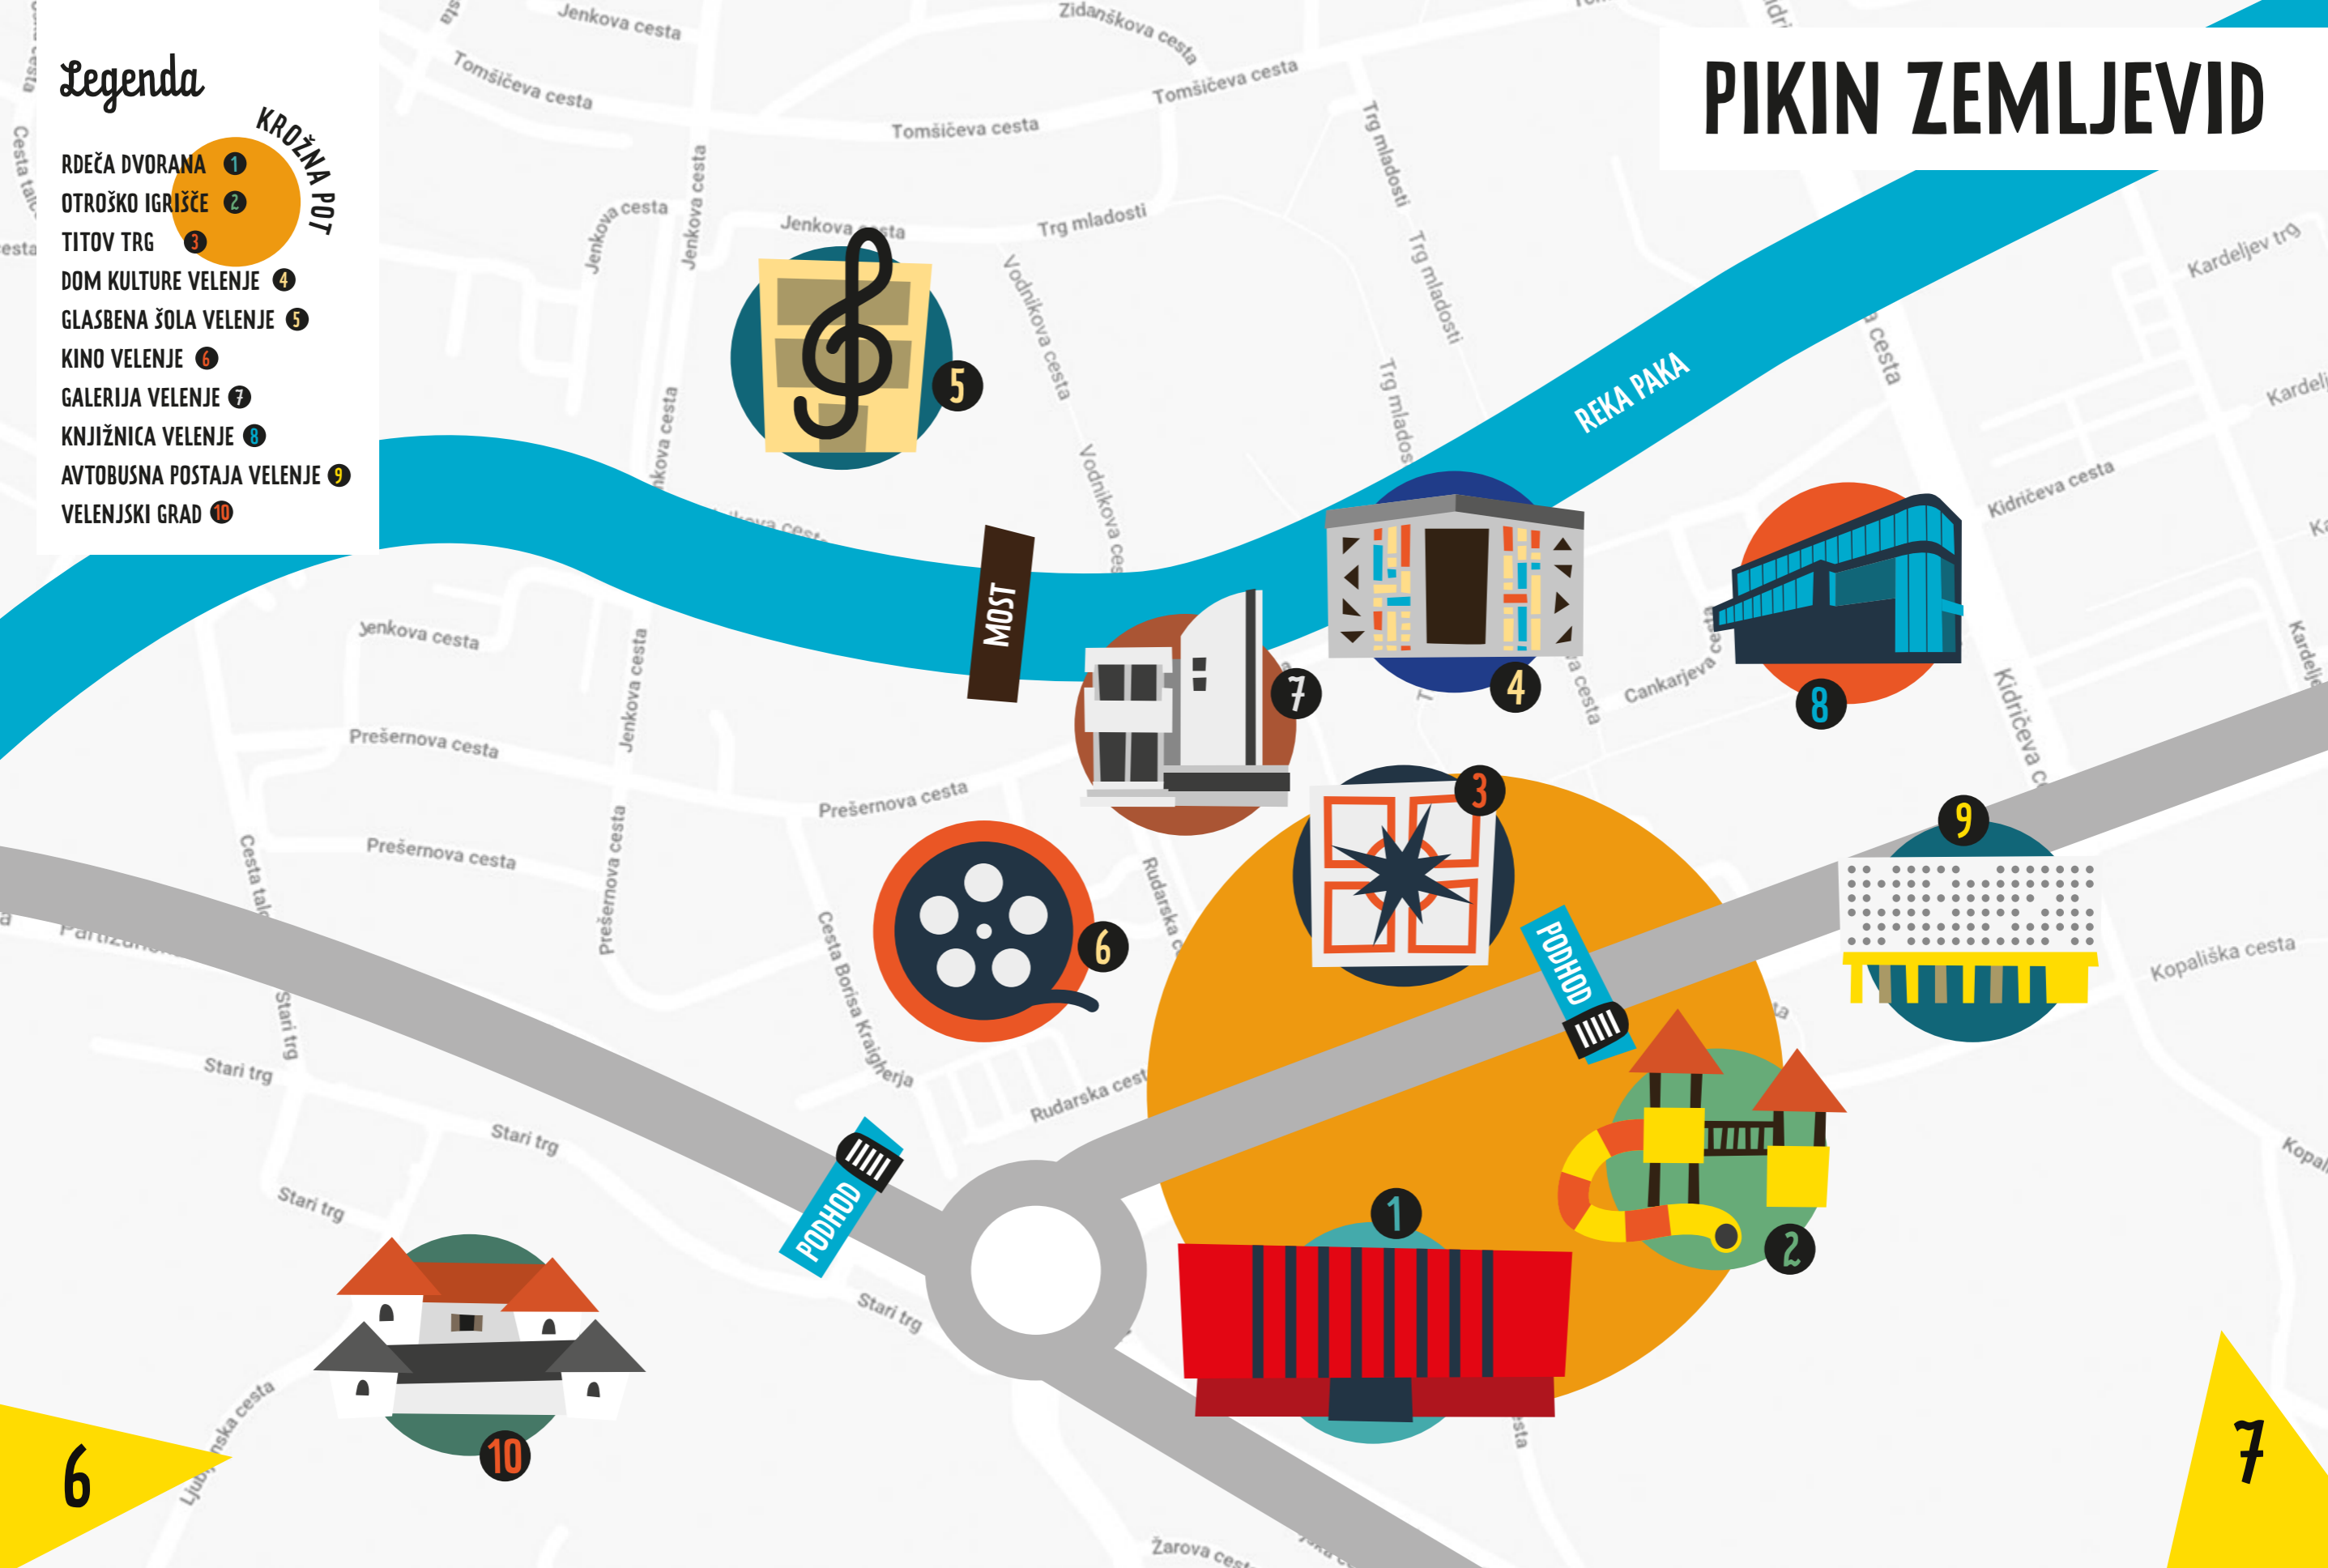 Legenda
KROŽNA POT
RDEČA DVORANA 1
OTROŠKO IGRIŠČE 2
TITOV TRG 3
DOM KULTURE VELENJE 4
GLASBENA ŠOLA VELENJE 5
KINO VELENJE 6
GALERIJA VELENJE 7
KNJIŽNICA VELENJE 8
AVTOBUSNA POSTAJA VELENJE 9
VELENJSKI GRAD 10
PIKIN ZEMLJEVID
Jenkova cesta
Zidanškova cesta
Tomšičeva cesta
Tomšičeva cesta
Tomšičeva cesta
Trg mladosti
Jenkova cesta
Jenkova cesta
Jenkova cesta
Trg mladosti
Trg mladosti
Kardeljev trg
Vodnikova cesta
5
REKA PAKA
Vodnikova cesta
Kidričeva cesta
MOST
Jenkova cesta
Jenkova cesta
7
4
Cankarjeva cesta
8
Prešernova cesta
Prešernova cesta
Prešernova cesta
Prešernova cesta
3
9
6
Rudarska
Cesta Borisa Kraigherja
PODHOD
Kopališka cesta
Stari trg
Stari trg
Rudarska cest
Stari trg
Stari trg
PODHOD
1
2
Stari trg
10
6
7
Žarova cesta